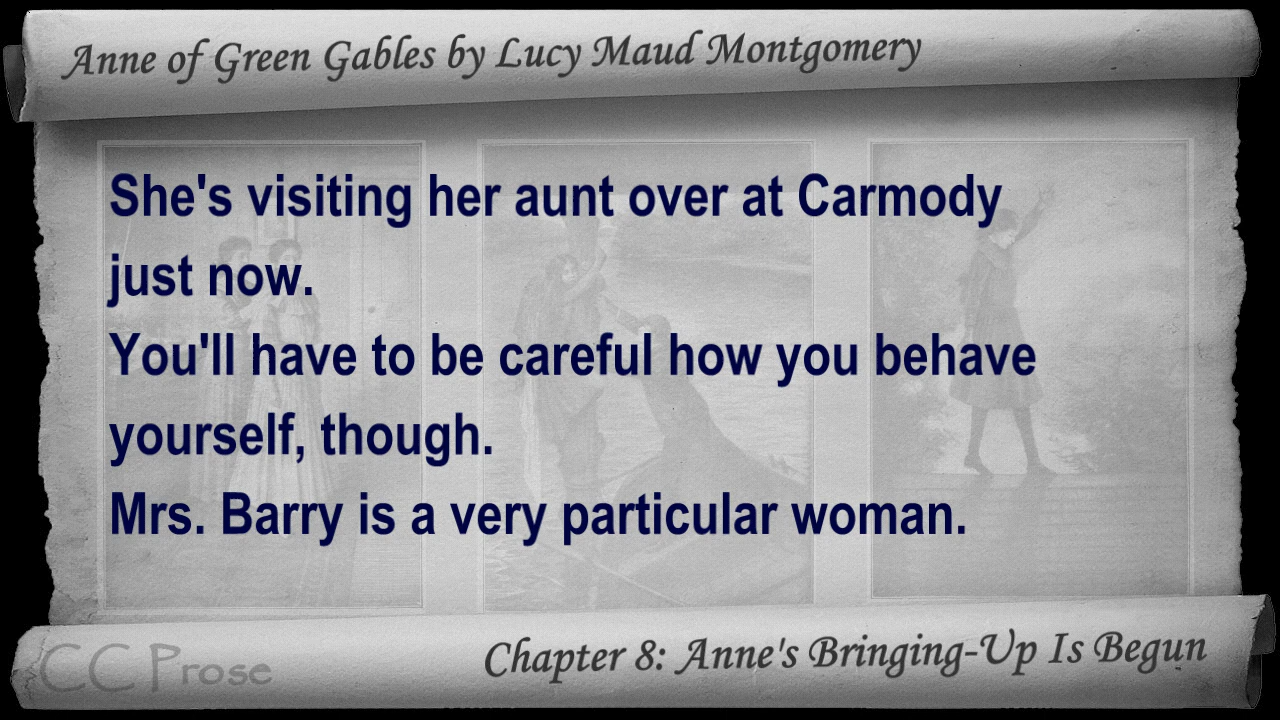 Anne of Green Gables by Lucy Maud Montgomery
She's visiting her aunt over at Carmody
just now.
You'll have to be careful how you behave
yourself, though.
Mrs. Barry is a very particular woman.
CC Prose
Chapter 8: Anne's Bringing-Up Is Begun